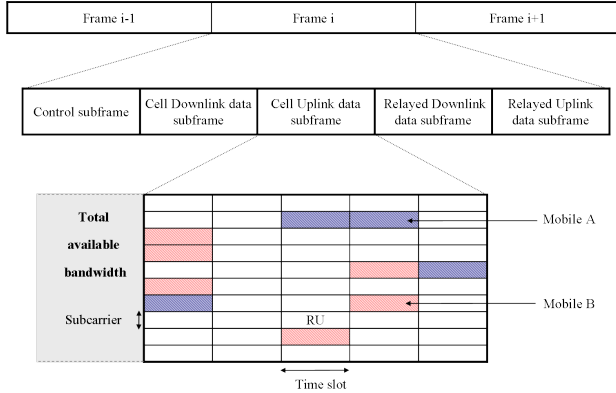 Frame i-1
Frame i
Frame i+1
Control subframe
Cell Downlink data
subframe
Cell Uplink data
subframe
Relayed Downlink
data subframe
Relayed Uplink
data subframe
Total
available
bandwidth
Mobile A
Mobile B
Subcarrier
RU
Time slot